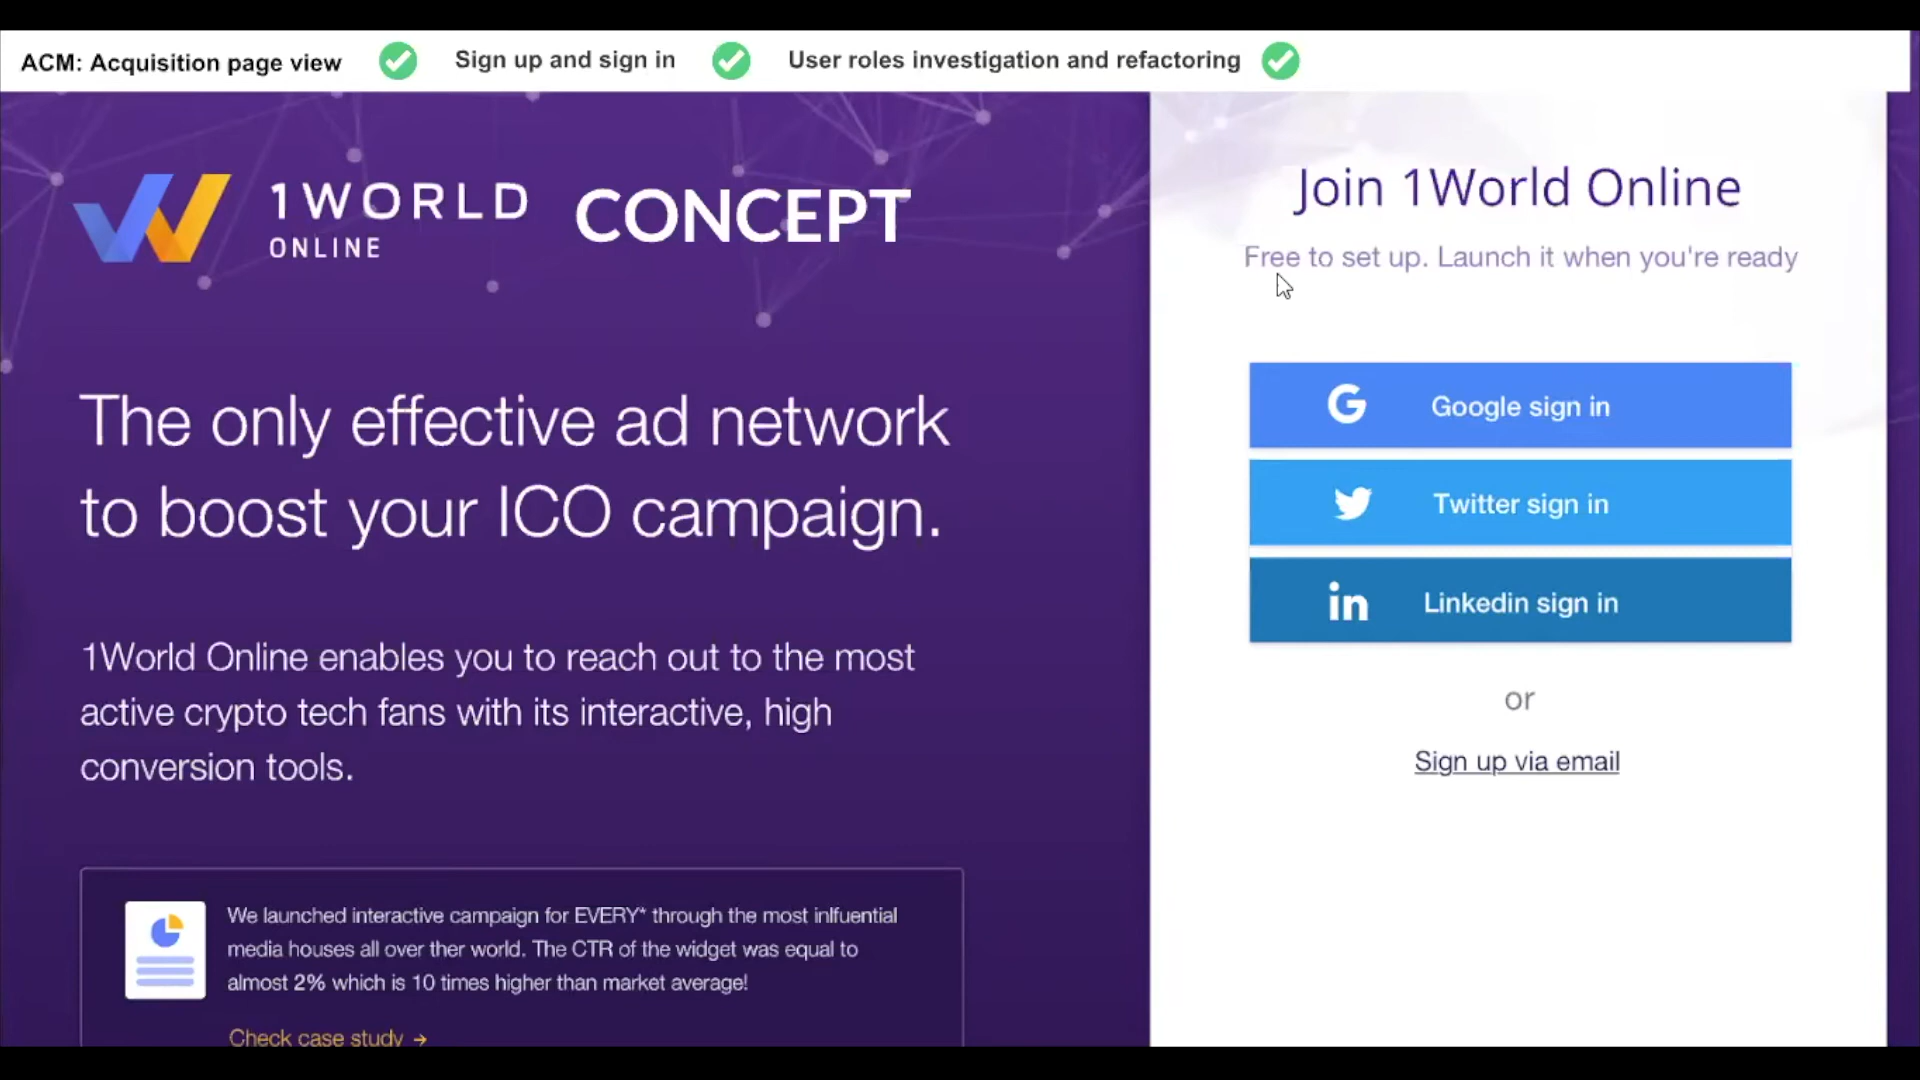 ACM: Acquisition page view Sign up and sign in User roles investigation and refactoring
1WORLD
ONLINE
CONCEPT
The only effective ad network
to boost your ICO campaign.
1World Online enables you to reach out to the most
active crypto tech fans with its interactive, high
conversion tools.
We launched interactive campaign for EVERY* through the most inlfuential
media houses all over ther world. The CTR of the widget was equal to
almost 2% which is 10 times higher than market average!
Check case study →
Join 1World Online
Free to set up. Launch it when you're ready
Google sign in
Twitter sign in
Linkedin sign in
or
Sign up via email